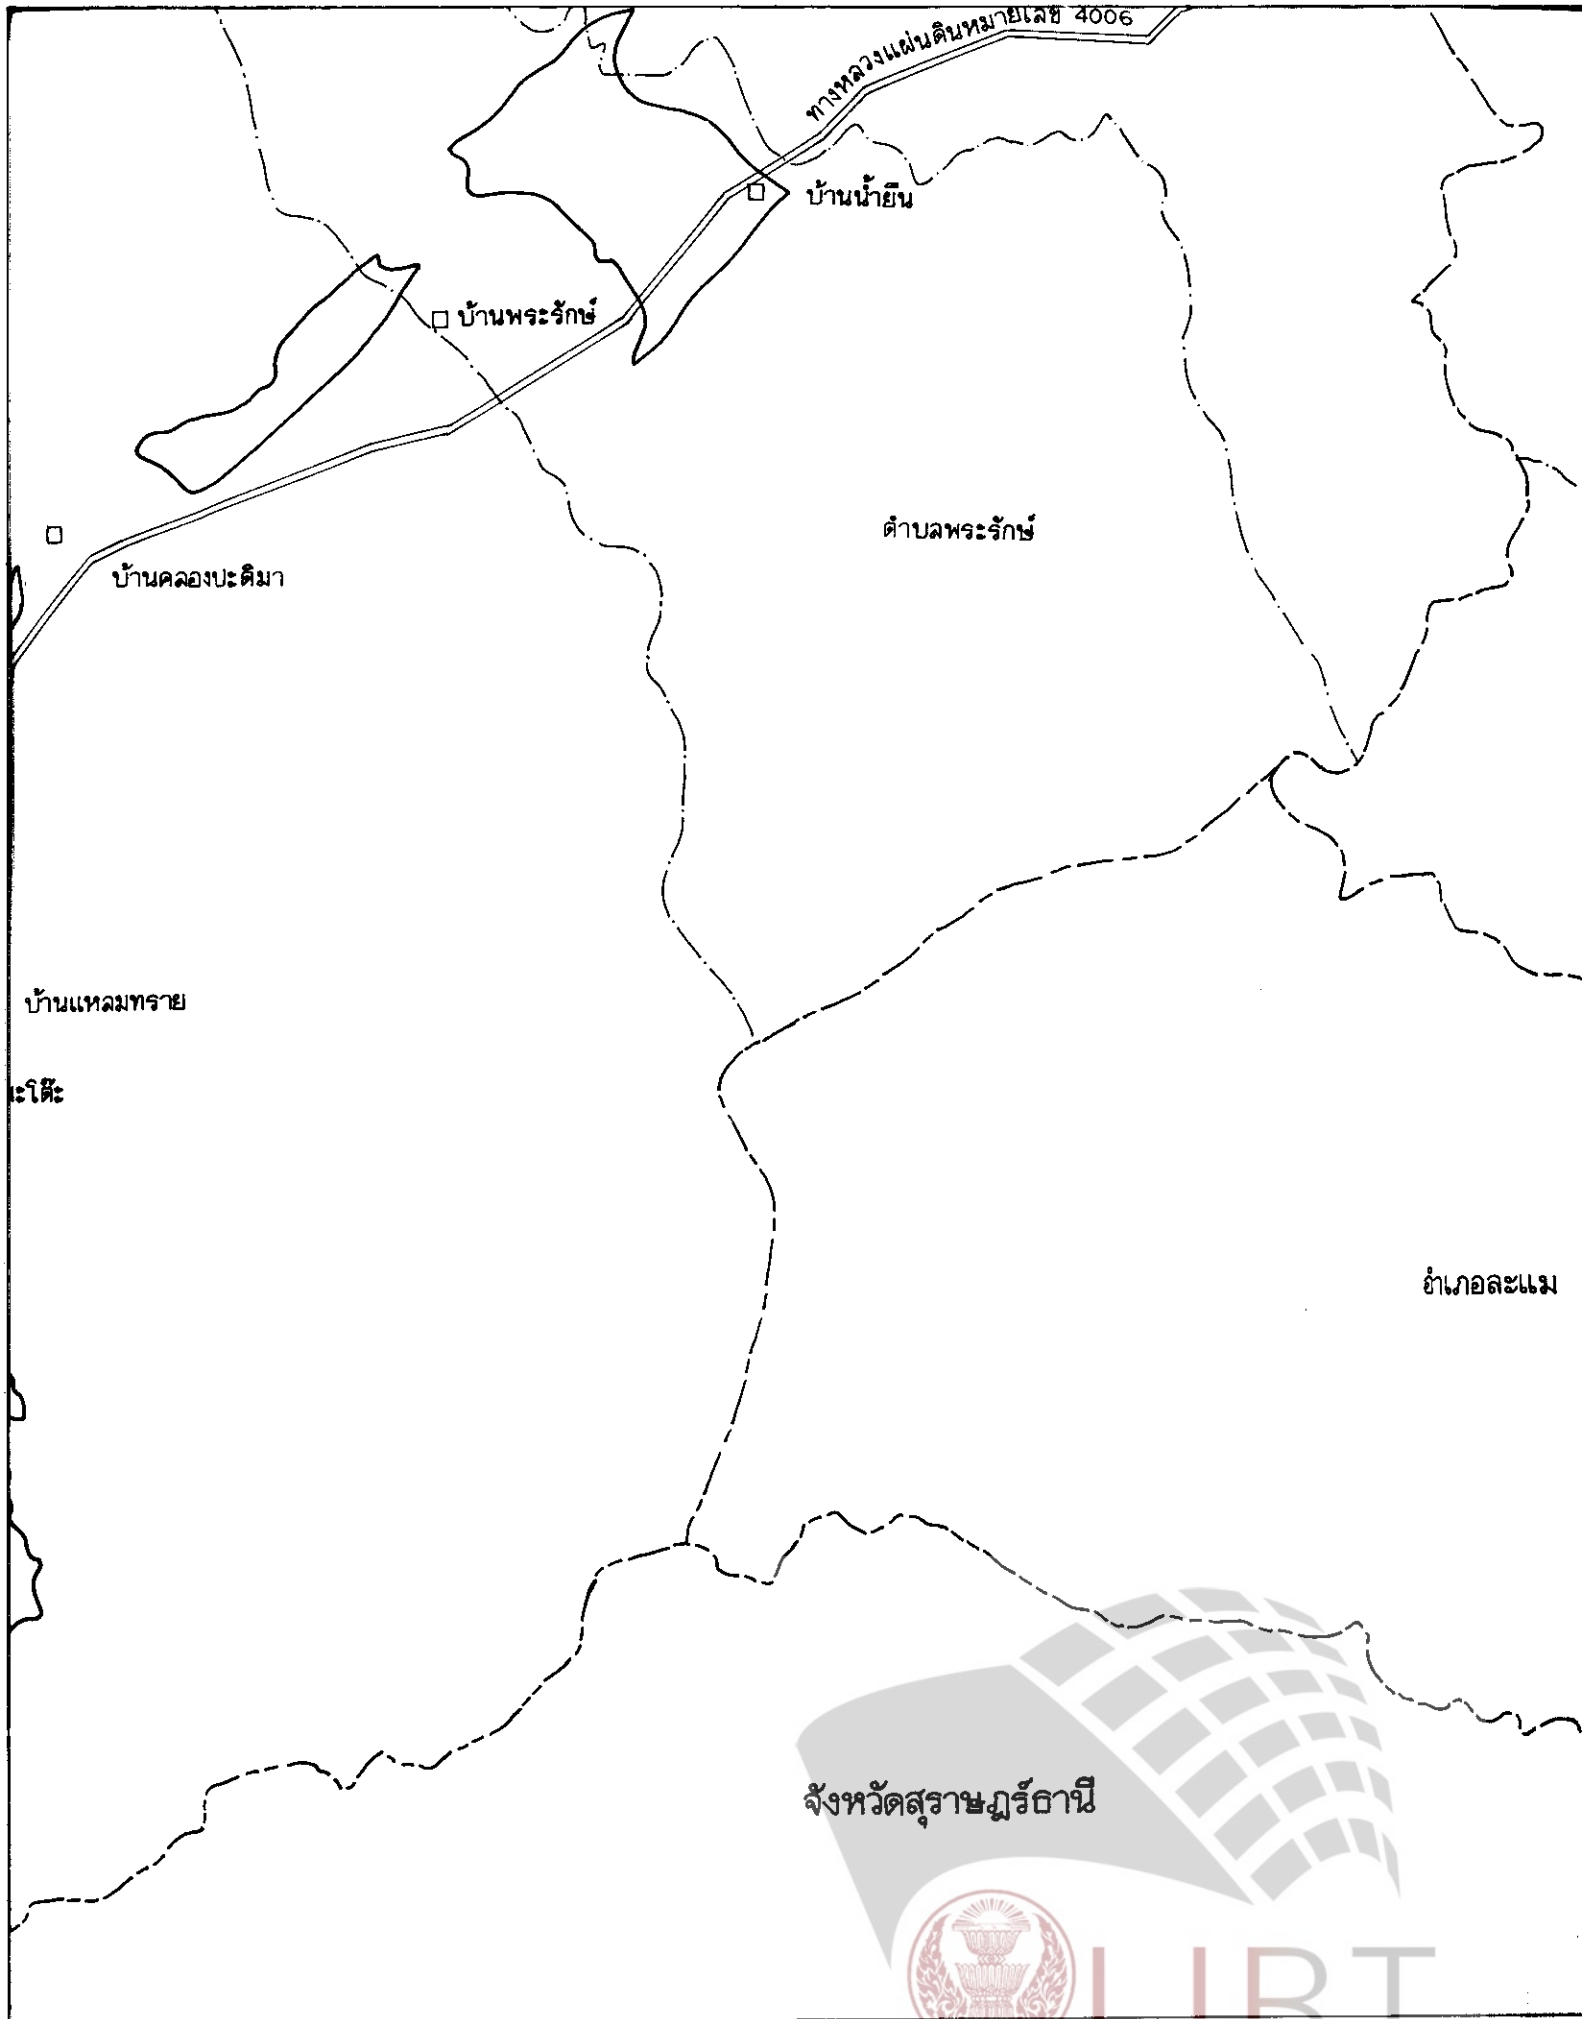 ทางหลวงแผ่นดินหมายเลข 4006
บ้านน้ำยืน
บ้านพระรักษ์
ตำบลพระรักษ์
บ้านคลองปะติมา
บ้านแหลมทราย
ะโต๊ะ
อำเภอละแม
จังหวัดสุราษฎร์ธานี
LIRT